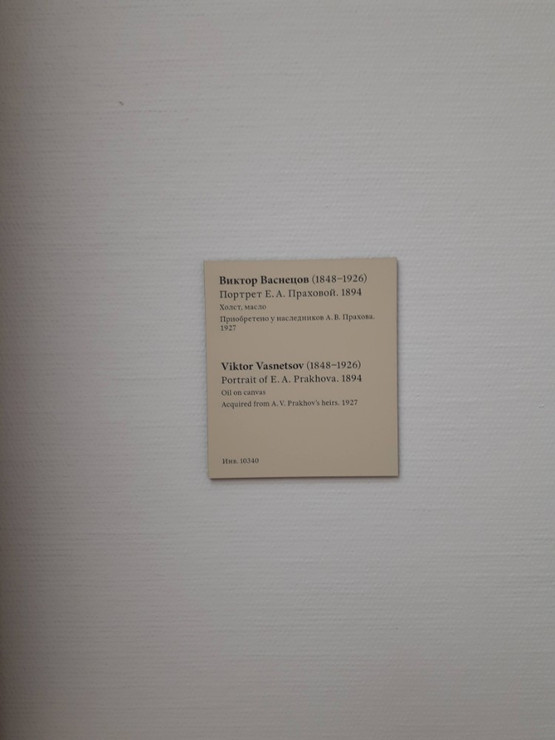 Виктор Васнецов (1848–1926)
Портрет Е. А. Праховой. 1894
Холст, масло
Приобретено у наследников А. В. Прахова.
1927
Viktor Vasnetsov (1848–1926)
Portrait of E. A. Prakhova. 1894
Oil on canvas
Acquired from A. V. Prakhov's heirs. 1927
Инв. 10340